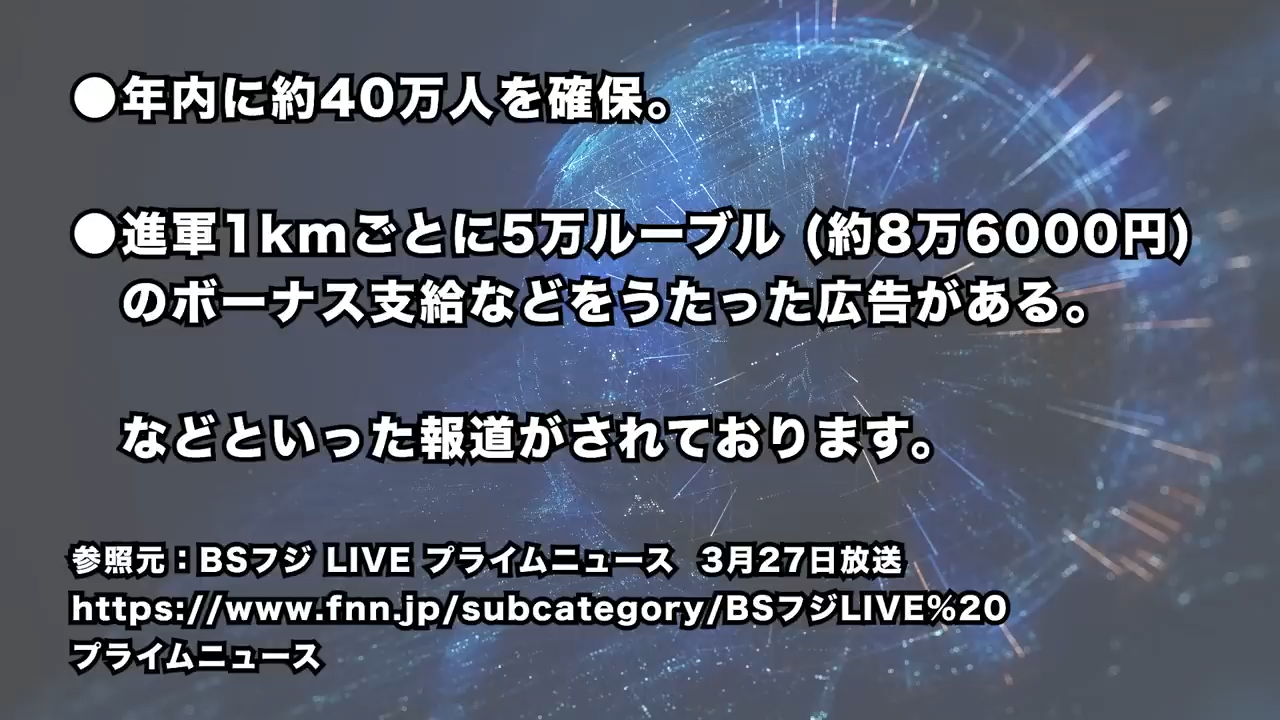 ●年内に約40万人を確保。
●進軍1kmごとに5万ルーブル (約8万6000円)
のボーナス支給などをうたった広告がある。
などといった報道がされております。
参照元：BSフジ LIVE プライムニュース 3月27日放送
https://www.fnn.jp/subcategory/BSフジLIVE%20
プライムニュース